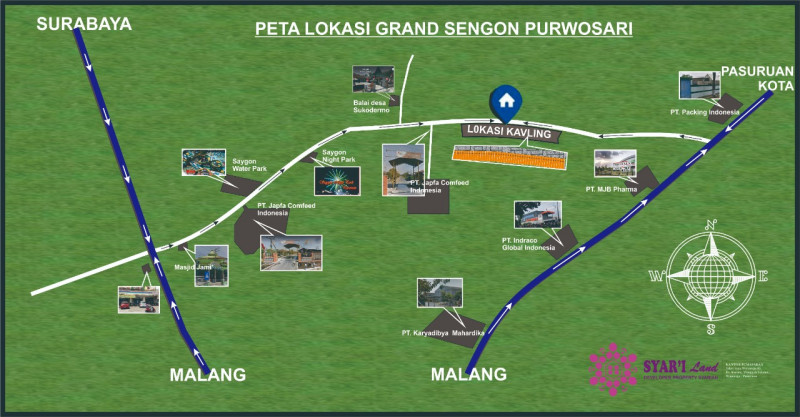 SURABAYA
PETA LOKASI GRAND SENGON PURWOSARI
PASURUAN
KOTA
Balai desa
Sukodermo
PT. Packing Indonesia
L0KASI KAVLING
Saygon
Night Park
Saygon
Water Park
PT. Japfa Comfeed
Indonesia
PT. MJB Pharma
PT. Japfa Comfeed
Indonesia
PT. Indraco
Global Indonesia
Masjid Jami'
N
W
E
S
PT. Karyadibya Mahardika
MALANG
MALANG
SYAR'I Land